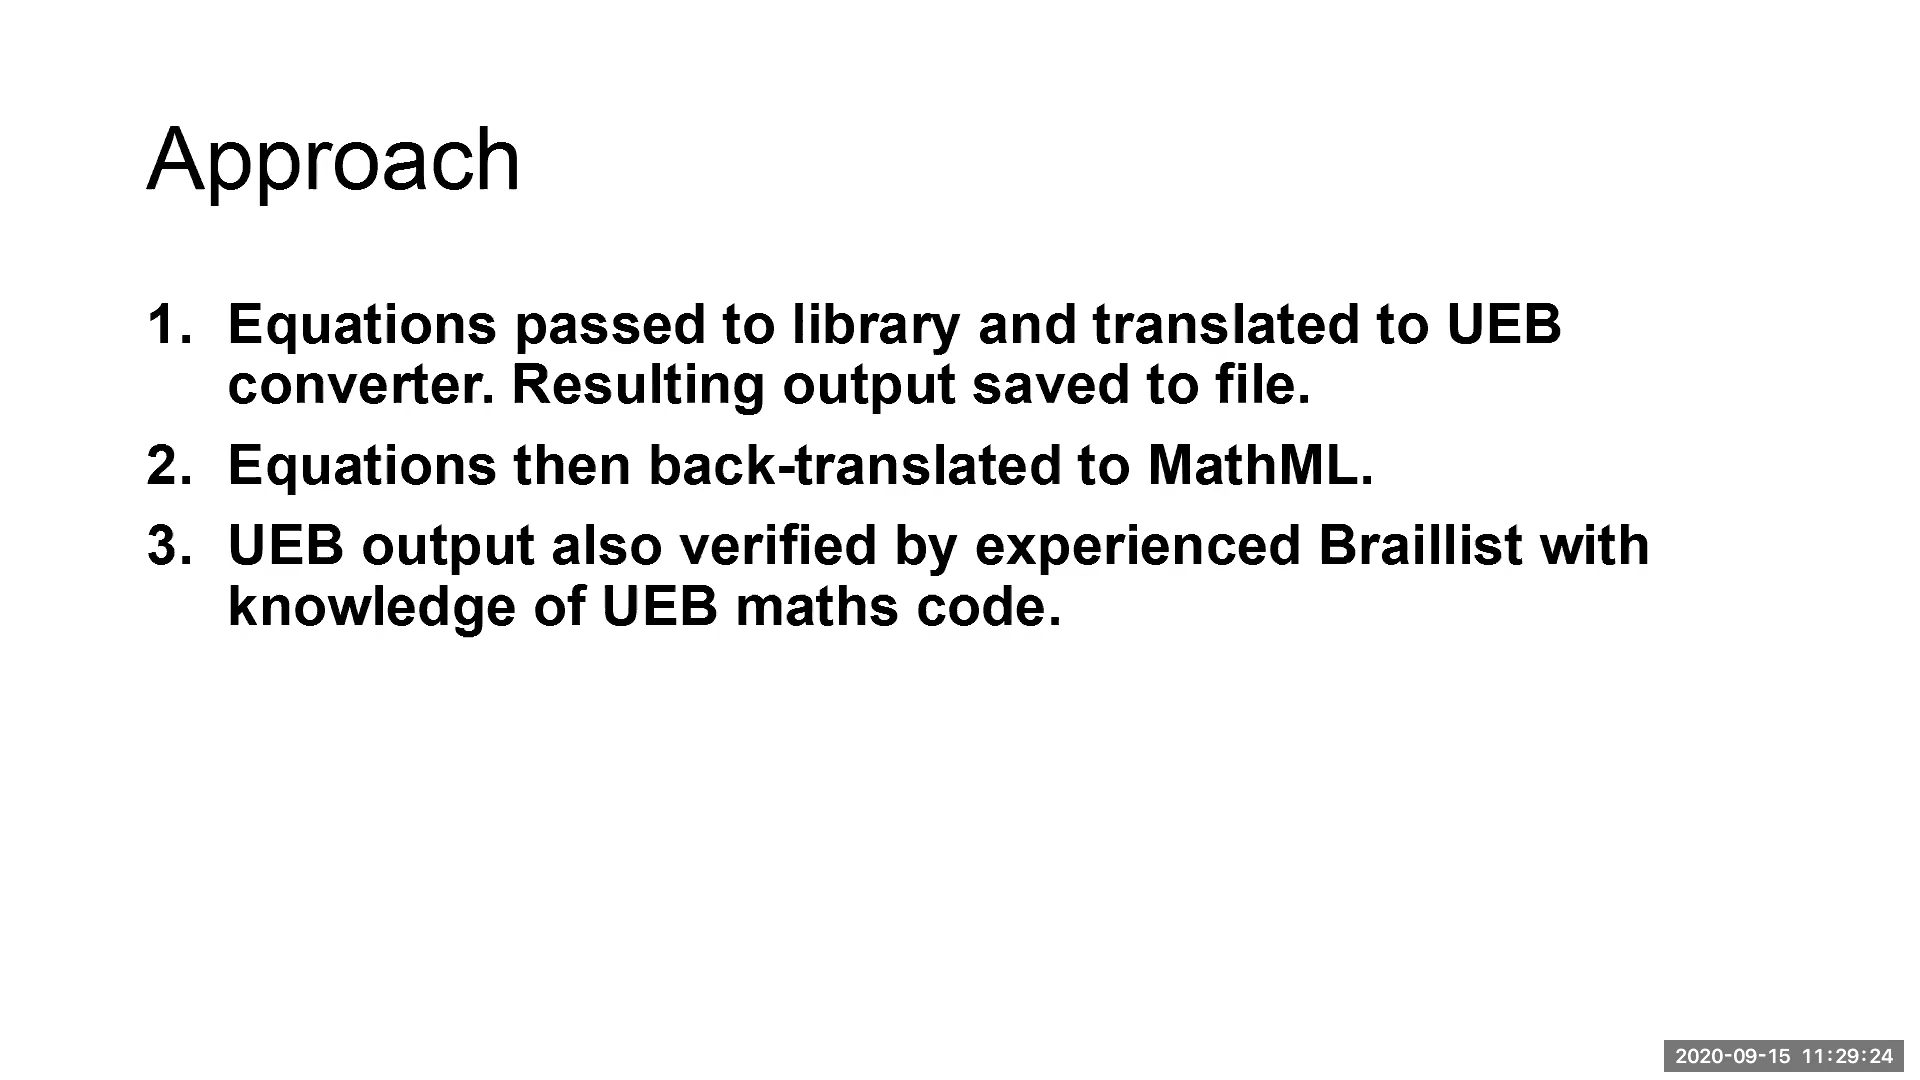 Approach
1. Equations passed to library and translated to UEB
converter. Resulting output saved to file.
2. Equations then back-translated to MathML.
3. UEB output also verified by experienced Braillist with
knowledge of UEB maths code.
2020-09-15 11:29:24